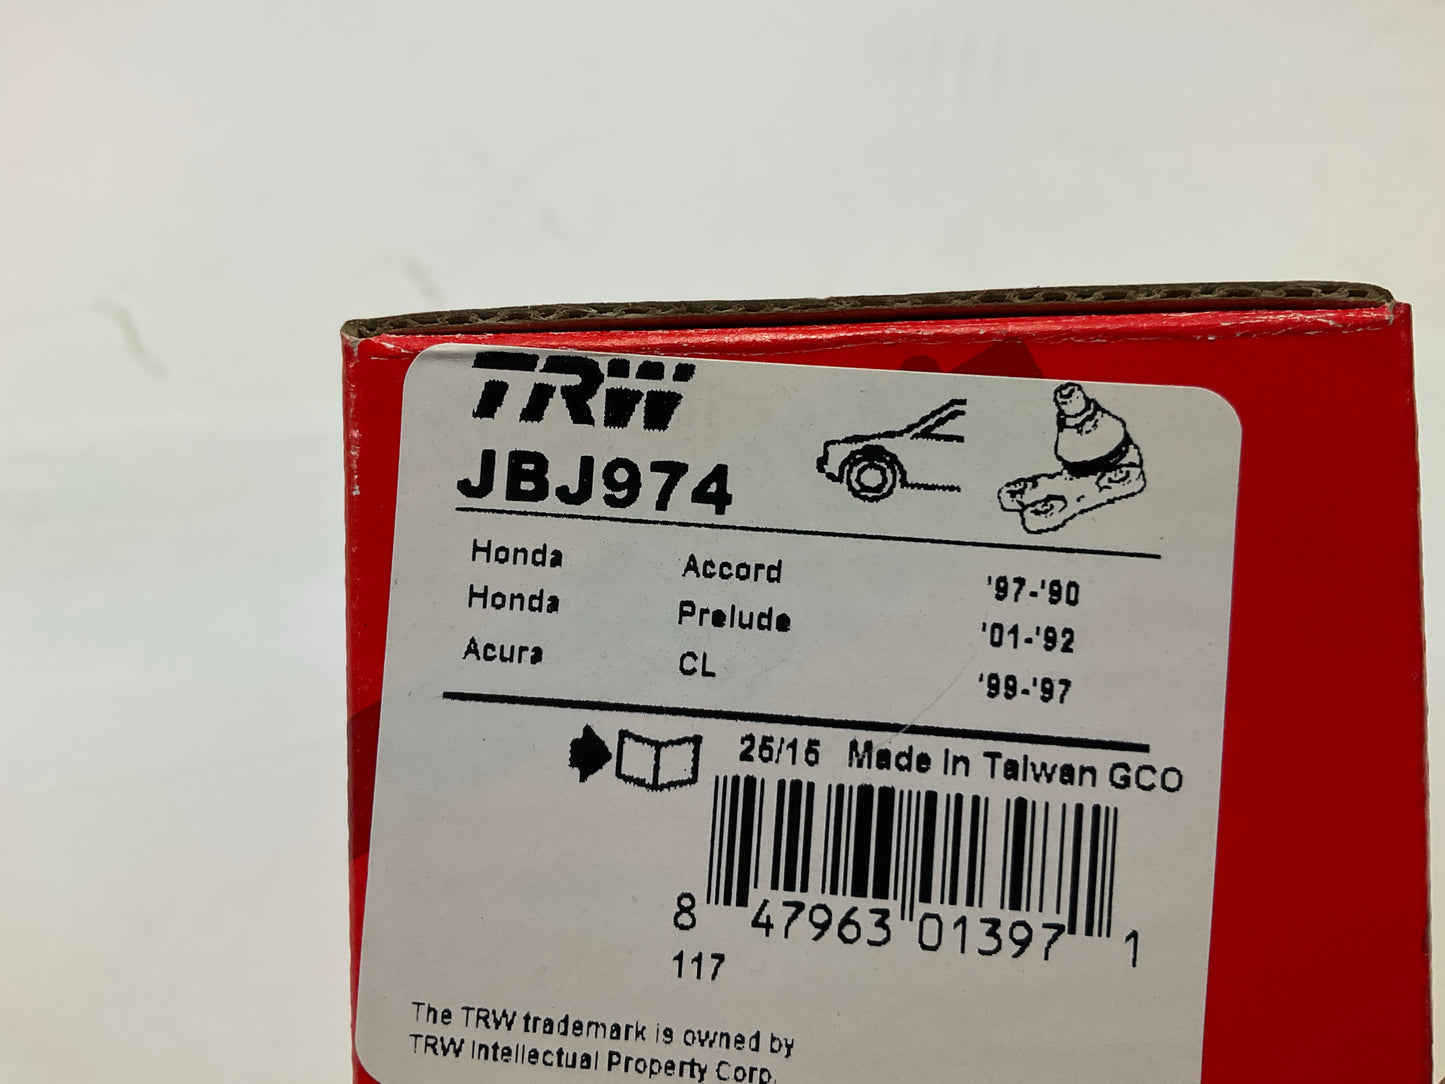 TRW
JBJ974
Honda Accord '97-'90
Honda Prelude '01-'92
Acura CL '99-'97
25/15 Made In Taiwan GCO
8 47963 01397 1
117
The TRW trademark is owned by
TRW Intellectual Property Corp.